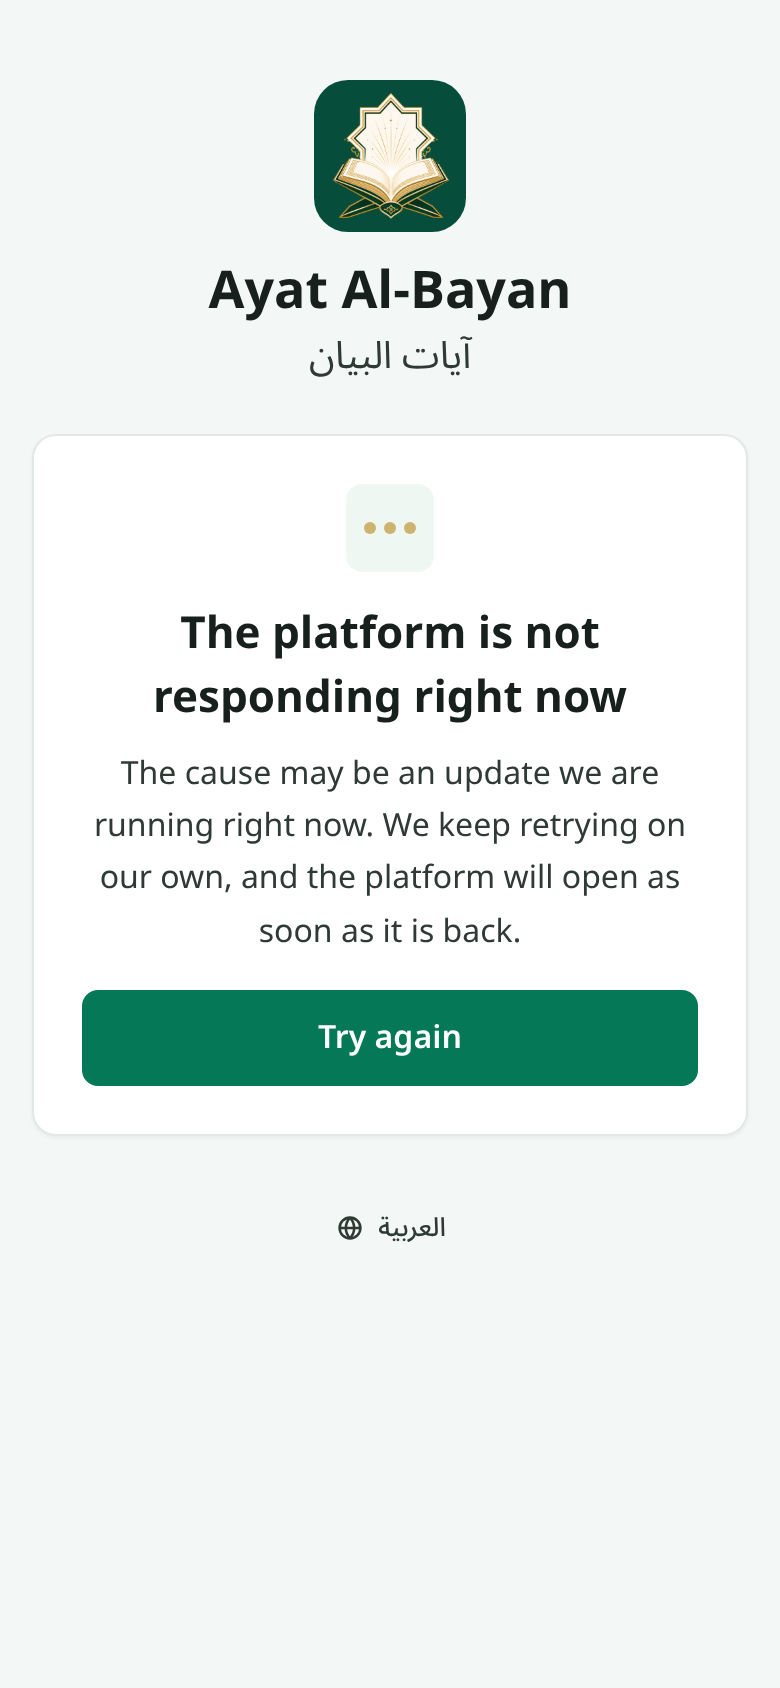 Ayat Al-Bayan
آيات البيان
The platform is not
responding right now
The cause may be an update we are
running right now. We keep retrying on
our own, and the platform will open as
soon as it is back.
Try again
العربية